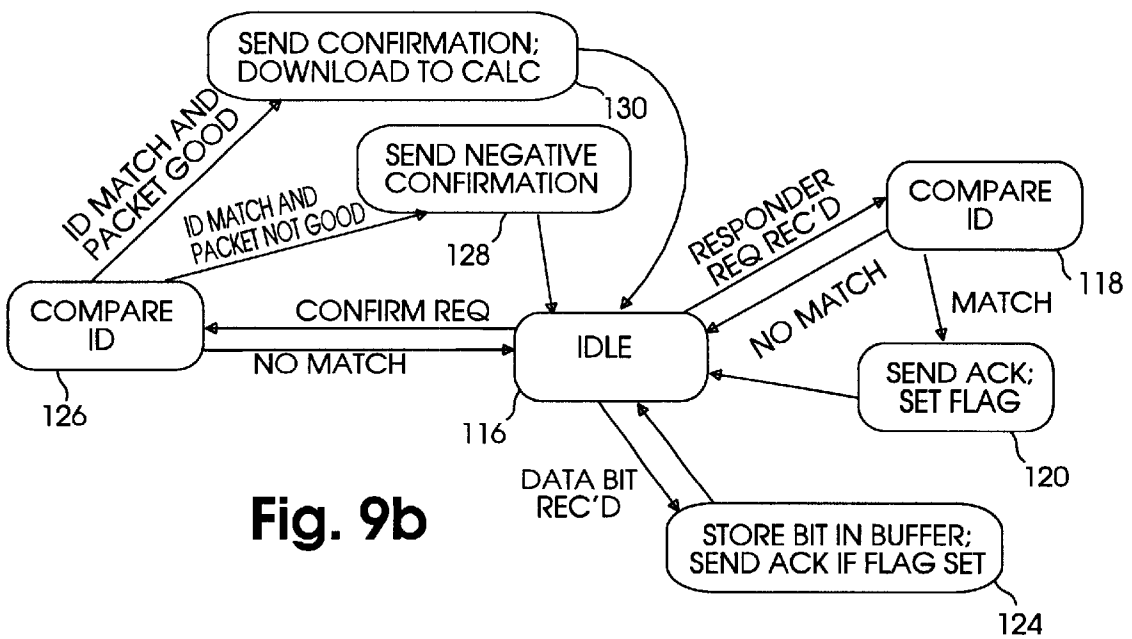 SEND CONFIRMATION;
DOWNLOAD TO CALC
130
ID MATCH AND
PACKET GOOD
SEND NEGATIVE
CONFIRMATION
128
ID MATCH AND
PACKET NOT GOOD
COMPARE
ID
126
CONFIRM REQ
NO MATCH
IDLE
116
RESPONDER
REQ REC'D
NO MATCH
COMPARE
ID
118
MATCH
SEND ACK;
SET FLAG
120
DATA BIT
REC'D
STORE BIT IN BUFFER;
SEND ACK IF FLAG SET
124
Fig. 9b